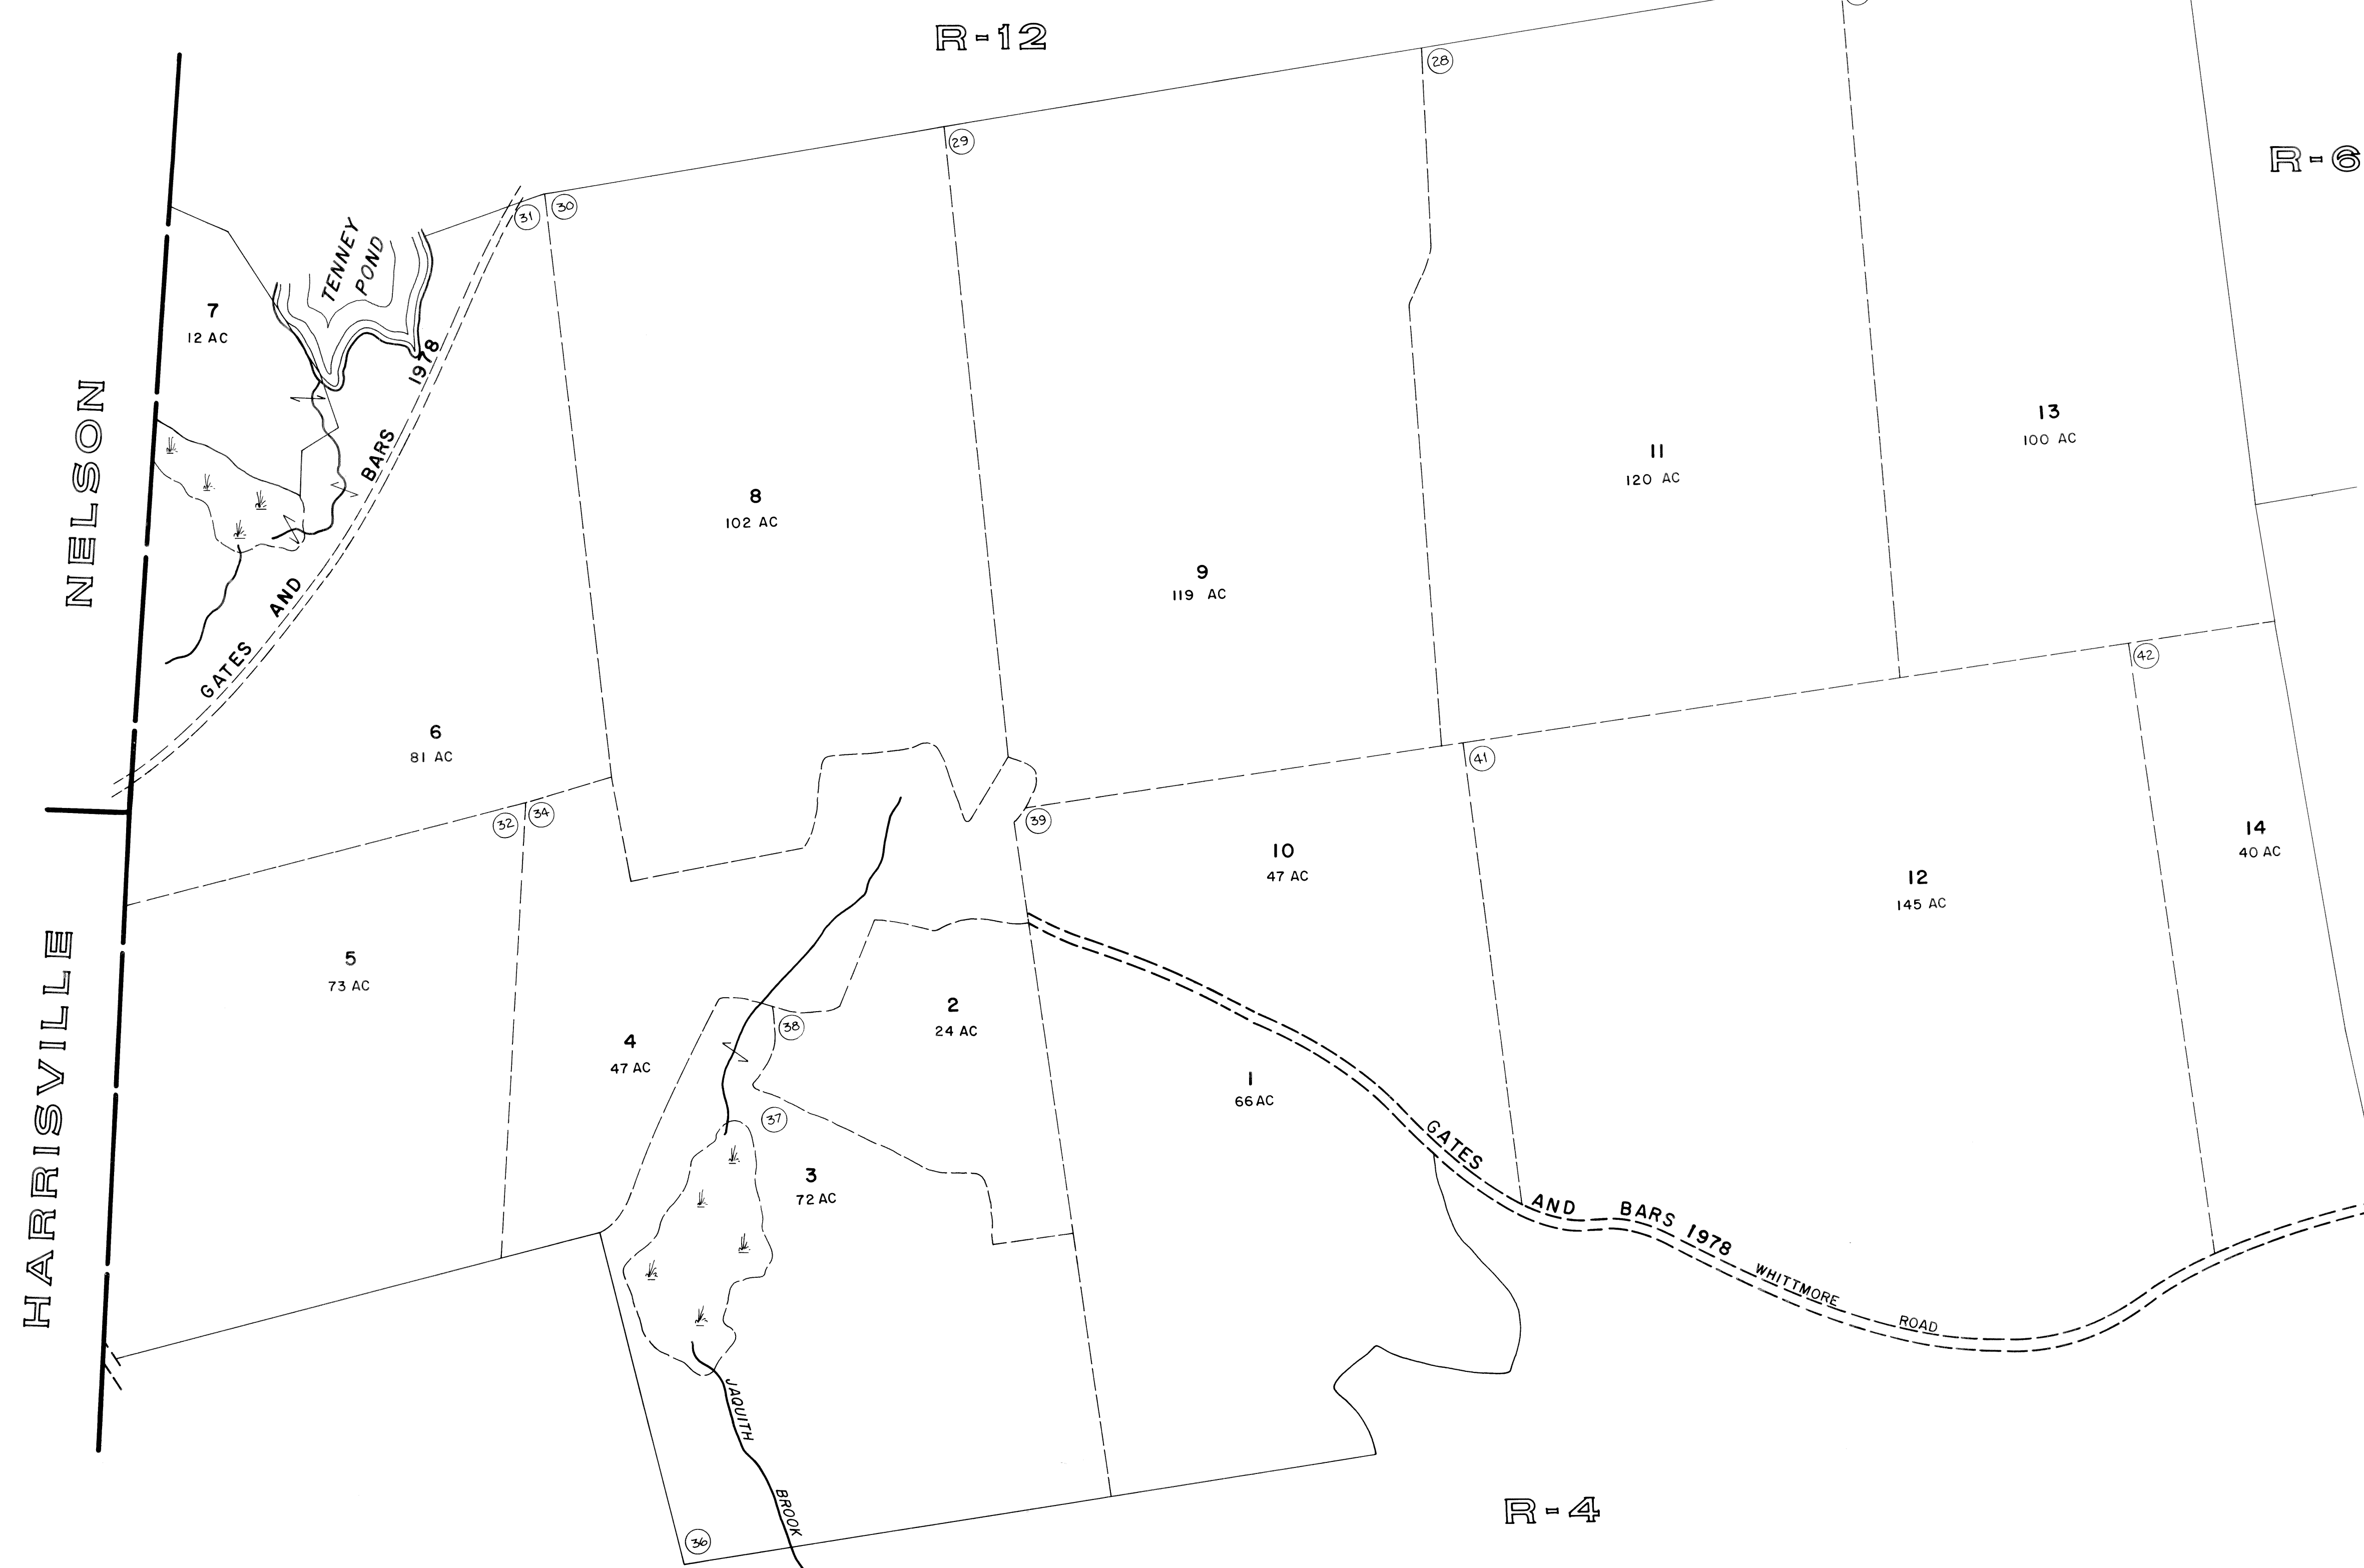 R-12
28
29
R-6
31
30
TENNEY
POND
7
12 AC
GATES AND BARS 1978
NELSON
13
100 AC
11
120 AC
8
102 AC
9
119 AC
42
6
81 AC
41
32
34
39
14
40 AC
10
47 AC
12
145 AC
HARRISVILLE
5
73 AC
2
24 AC
38
4
47 AC
1
66 AC
37
3
72 AC
GATES AND BARS 1978
WHITTMORE ROAD
JAQUITH BROOK
R-4
36